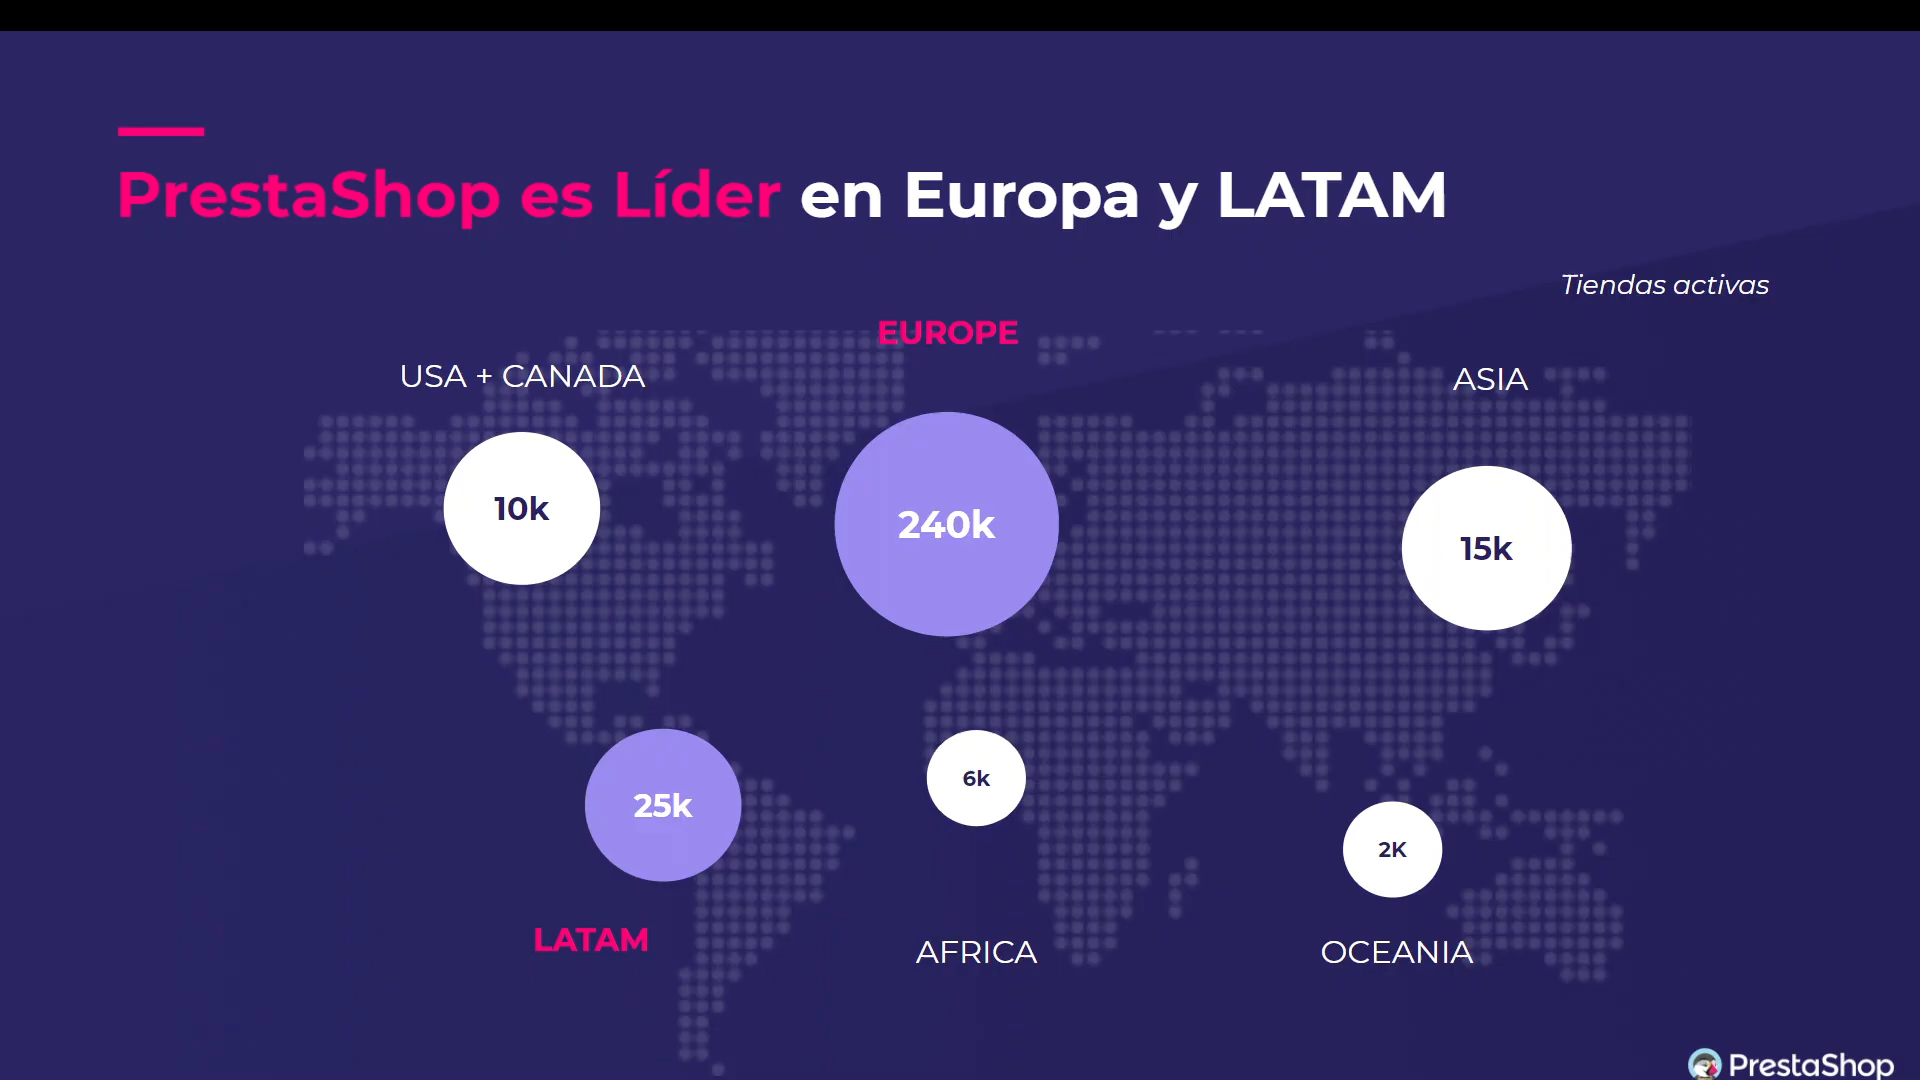 PrestaShop es Líder en Europa y LATAM
Tiendas activas
EUROPE
USA + CANADA
ASIA
10k
240k
15k
25k
6k
2K
LATAM
AFRICA
OCEANIA
PrestaShop